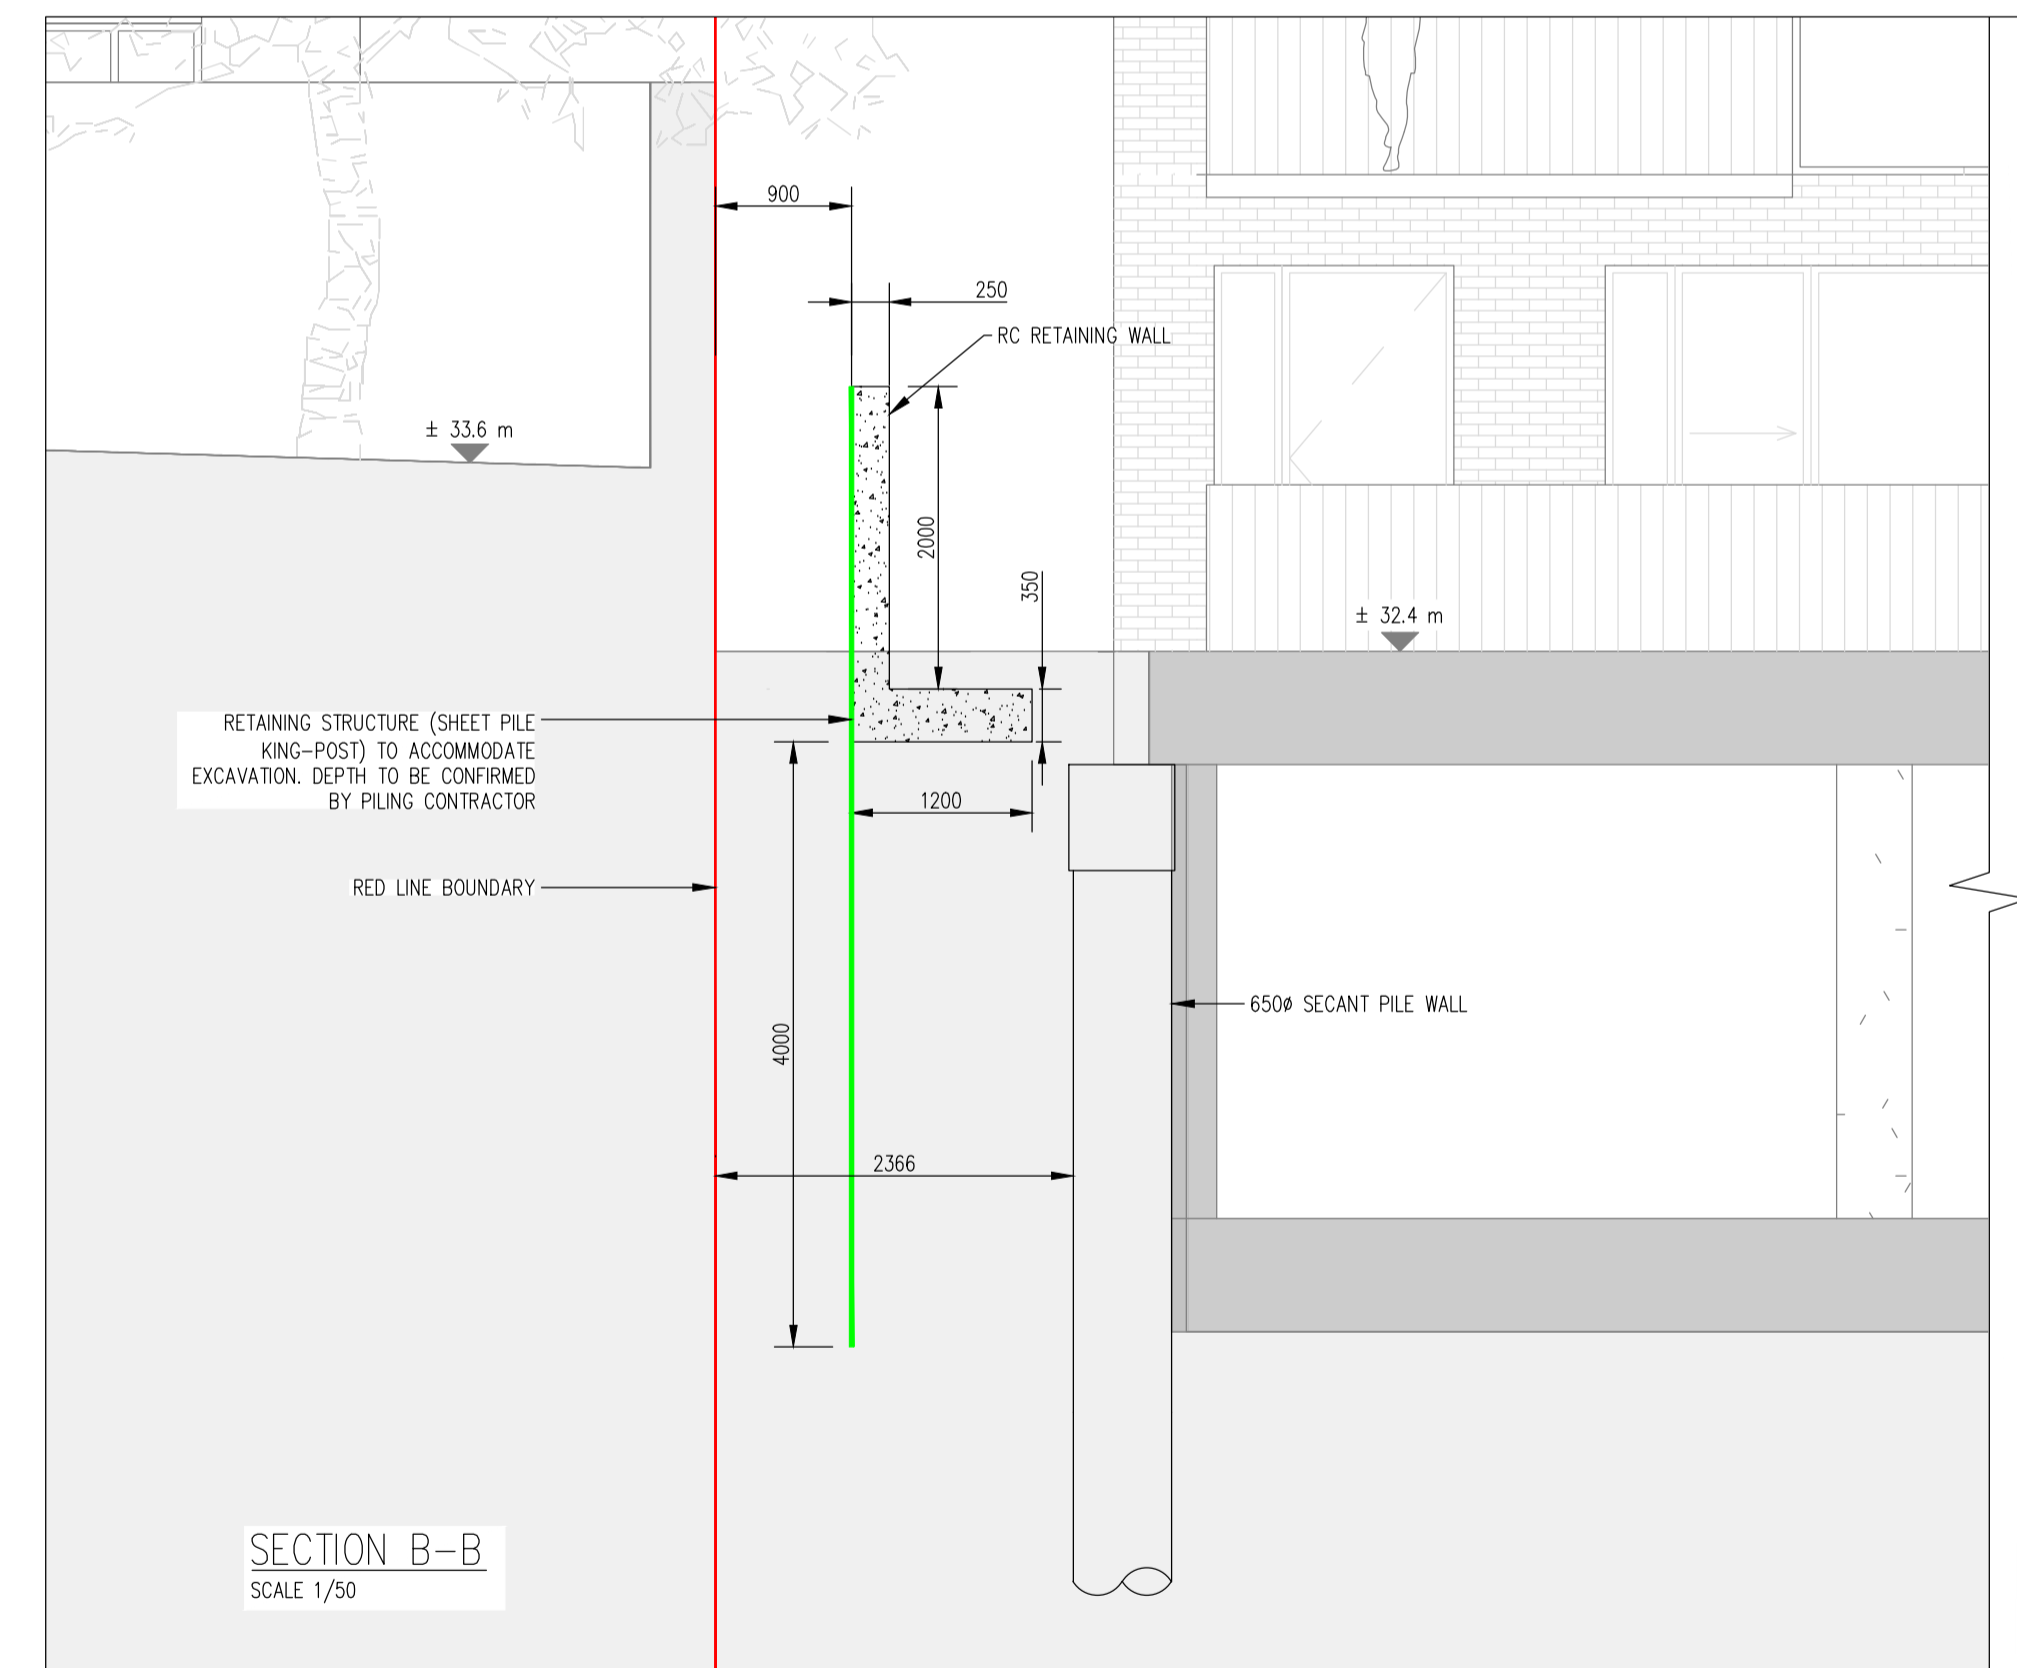 900
250
RC RETAINING WALL
± 33.6 m
2000
350
± 32.4 m
RETAINING STRUCTURE (SHEET PILE
KING-POST) TO ACCOMMODATE
EXCAVATION. DEPTH TO BE CONFIRMED
BY PILING CONTRACTOR
1200
RED LINE BOUNDARY
650ø SECANT PILE WALL
4000
2366
SECTION B-B
SCALE 1/50